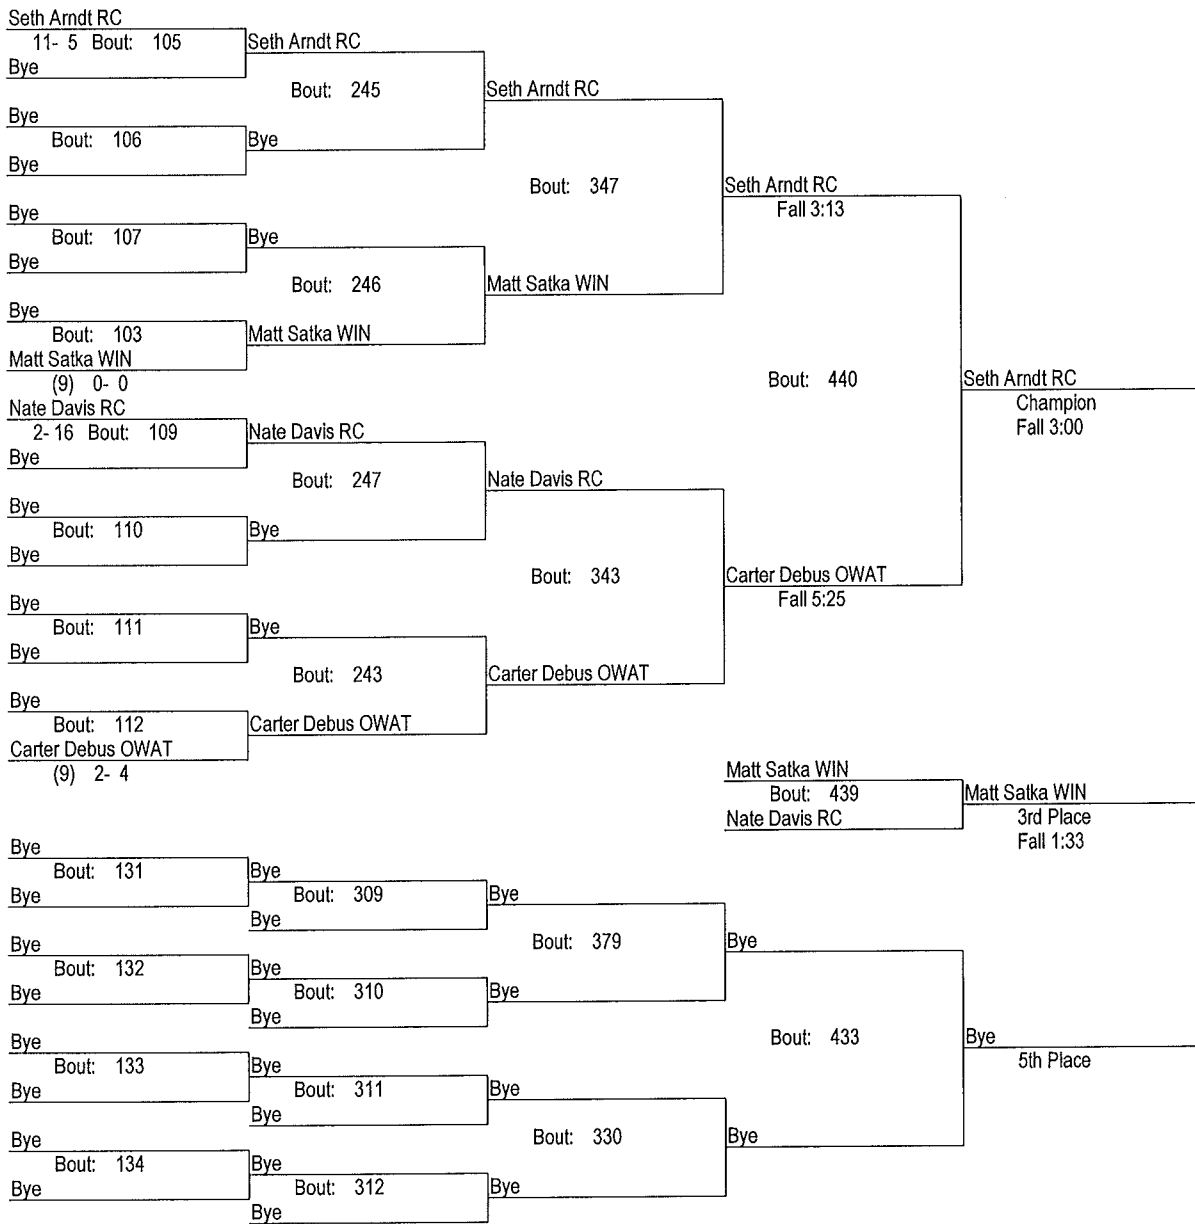 Seth Arndt RC
11- 5 Bout: 105
Bye
Seth Arndt RC
Bout: 245
Bye
Bout: 106
Bye
Bye
Seth Arndt RC
Bout: 347
Bye
Bout: 107
Bye
Bye
Bout: 246
Matt Satka WIN
Bye
Bout: 103
Matt Satka WIN
(9) 0- 0
Matt Satka WIN
Seth Arndt RC
Fall 3:13
Bout: 440
Seth Arndt RC
Champion
Fall 3:00
Nate Davis RC
2- 16 Bout: 109
Bye
Nate Davis RC
Bout: 247
Bye
Bout: 110
Bye
Bye
Nate Davis RC
Bout: 343
Bye
Bout: 111
Bye
Bye
Bout: 243
Carter Debus OWAT
Bye
Bout: 112
Carter Debus OWAT
(9) 2- 4
Carter Debus OWAT
Carter Debus OWAT
Fall 5:25
Matt Satka WIN
Bout: 439
Nate Davis RC
Matt Satka WIN
3rd Place
Fall 1:33
Bye
Bout: 131
Bye
Bye
Bout: 309
Bye
Bye
Bout: 379
Bye
Bout: 132
Bye
Bye
Bout: 310
Bye
Bye
Bye
Bout: 433
Bye
5th Place
Bye
Bout: 133
Bye
Bye
Bout: 311
Bye
Bye
Bout: 330
Bye
Bye
Bout: 134
Bye
Bye
Bout: 312
Bye
Bye